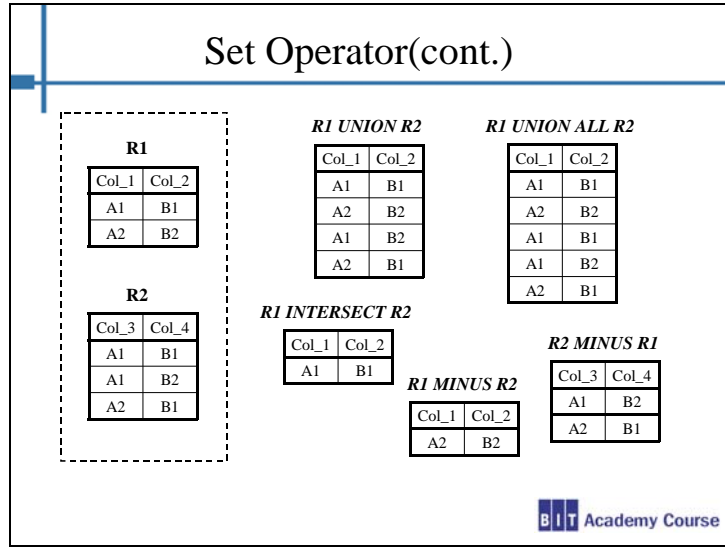 Set Operator(cont.)
R1
Col_1 Col_2
A1 B1
A2 B2
R2
Col_3 Col_4
A1 B1
A1 B2
A2 B1
R1 UNION R2
Col_1 Col_2
A1 B1
A2 B2
A1 B2
A2 B1
R1 UNION ALL R2
Col_1 Col_2
A1 B1
A2 B2
A1 B1
A1 B2
A2 B1
R1 INTERSECT R2
Col_1 Col_2
A1 B1
R1 MINUS R2
Col_1 Col_2
A2 B2
R2 MINUS R1
Col_3 Col_4
A1 B2
A2 B1
BIT Academy Course